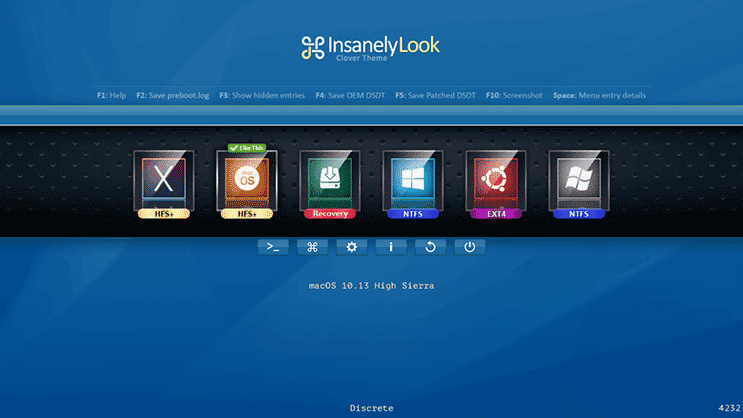 InsanelyLook
Clover Theme
F1: Help F2: Save preboot.log F3: Show hidden entries F4: Save OEM DSDT F5: Save Patched DSDT F10: Screenshot Space: Menu entry details
I Like This
X
mac
OS
HFS+ HFS+ Recovery NTFS EXT4 NTFS
>_ ⌘ i
macOS 10.13 High Sierra
Discrete 4232